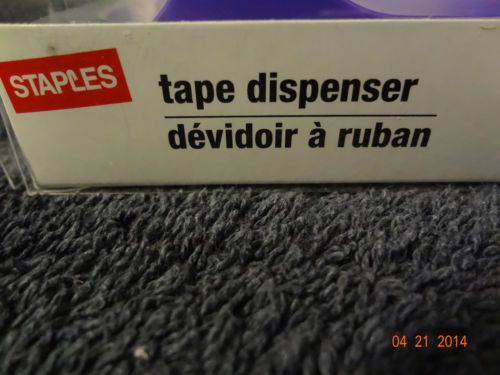 STAPLES
tape dispenser
dévidoir à ruban
04 21 2014